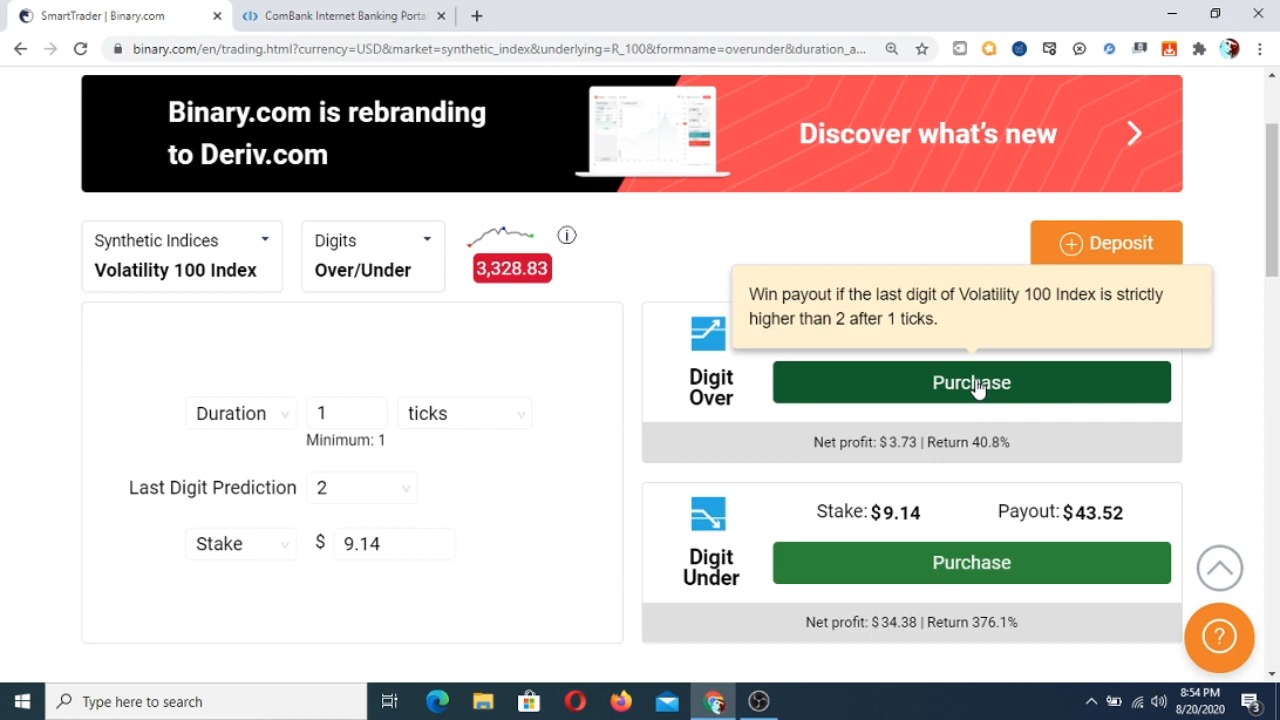 SmartTrader | Binary.com
ComBank Internet Banking Porta
binary.com/en/trading.html?currency=USD&market=synthetic_index&underlying=R_100&formname=overunder&duration_a...
Binary.com is rebranding
to Deriv.com
Discover what's new
Synthetic Indices
Volatility 100 Index
Digits
Over/Under
3,328.83
Deposit
Win payout if the last digit of Volatility 100 Index is strictly
higher than 2 after 1 ticks.
Digit
Over
Purchase
Net profit: $3.73 | Return 40.8%
Duration 1 ticks
Minimum: 1
Last Digit Prediction 2
Stake $ 9.14
Stake: $9.14 Payout: $43.52
Digit
Under
Purchase
Net profit: $34.38 | Return 376.1%
?
Type here to search
8:54 PM
8/20/2020
3